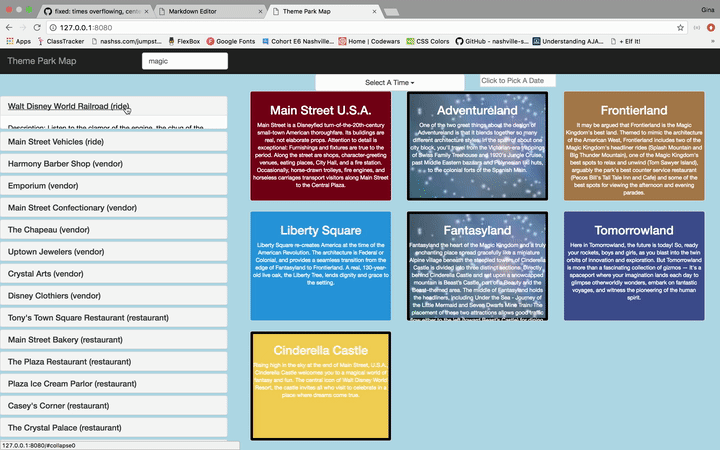 fixed: times overflowing, cente
Markdown Editor
Theme Park Map
Gina
127.0.0.1:8080
Apps
ClassTracker
nashss.com/jumpst...
FlexBox
Google Fonts
Cohort E6 Nashville...
Home | Codewars
CSS Colors
GitHub - nashville-s...
Understanding AJA...
+ Elf It!
Theme Park Map
magic
Select A Time
Click to Pick A Date
Walt Disney World Railroad (ride)
Description: Listen to the clamor of the engine, the chug of the
Main Street Vehicles (ride)
Harmony Barber Shop (vendor)
Emporium (vendor)
Main Street Confectionary (vendor)
The Chapeau (vendor)
Uptown Jewelers (vendor)
Crystal Arts (vendor)
Disney Clothiers (vendor)
Tony's Town Square Restaurant (restaurant)
Main Street Bakery (restaurant)
The Plaza Restaurant (restaurant)
Plaza Ice Cream Parlor (restaurant)
Casey's Corner (restaurant)
The Crystal Palace (restaurant)
127.0.0.1:8080/#collapse0
Main Street U.S.A.
Main Street is a Disneyfied turn-of-the-20th-century
small-town American thoroughfare. Its buildings are
real, not elaborate props. Attention to detail is
exceptional: Furnishings and fixtures are true to the
period. Along the street are shops, character-greeting
venues, eating places, City Hall, and a fire station.
Occasionally, horse-drawn trolleys, fire engines, and
horseless carriages transport visitors along Main Street
to the Central Plaza.
Adventureland
One of the two great things about the design of
Adventureland is that it blends together so many
different architecture styles. In the span of about one
city block, you'll travel from the Victorian-era trappings
of Swiss Family Treehouse and 1920's Jungle Cruise,
past Middle Eastern bazaars and Polynesian tiki huts,
to the colonial forts of the Spanish Main.
Frontierland
It may be argued that Frontierland is the Magic
Kingdom's best land. Themed to mimic the architecture
of the American West, Frontierland includes two of the
Magic Kingdom's headliner rides (Splash Mountain and
Big Thunder Mountain), one of the Magic Kingdom's
best spots to relax and unwind (Tom Sawyer Island),
arguably the park's best counter service restaurant
(Pecos Bill's Tall Tale Inn and Cafe) and some of the
best spots for viewing the afternoon and evening
parades.
Liberty Square
Liberty Square re-creates America at the time of the
American Revolution. The architecture is Federal or
Colonial, and provides a seamless transition from the
edge of Fantasyland to Frontierland. A real, 130-year-
old live oak, the Liberty Tree, lends dignity and grace to
the setting.
Fantasyland
Fantasyland the heart of the Magic Kingdom and a truly
enchanting place spread gracefully like a miniature
Alpine village beneath the steepled towers of Cinderella
Castle is divided into three distinct sections. Directly
behind Cinderella Castle and set upon a snowcapped
mountain is Beast's Castle, part of a Beauty and the
Beast-themed area. The middle of Fantasyland holds
the headliners, including Under the Sea - Journey of
the Little Mermaid and Seven Dwarfs Mine Train. The
placement of these two attractions allows good traffic
Tomorrowland
Here in Tomorrowland, the future is today! So, ready
your rockets, boys and girls, as you blast into the twin
orbits of innovation and exploration. But Tomorrowland
is more than a fascinating collection of gizmos — it's a
spaceport where your imagination lands each day to
glimpse otherworldly wonders, embark on fantastic
voyages, and witness the pioneering of the human
spirit.
Cinderella Castle
Rising high in the sky at the end of Main Street, U.S.A.,
Cinderella Castle welcomes you to a magical world of
fantasy and fun. The central icon of Walt Disney World
Resort, the castle invites all who visit to celebrate in a
place where dreams come true.